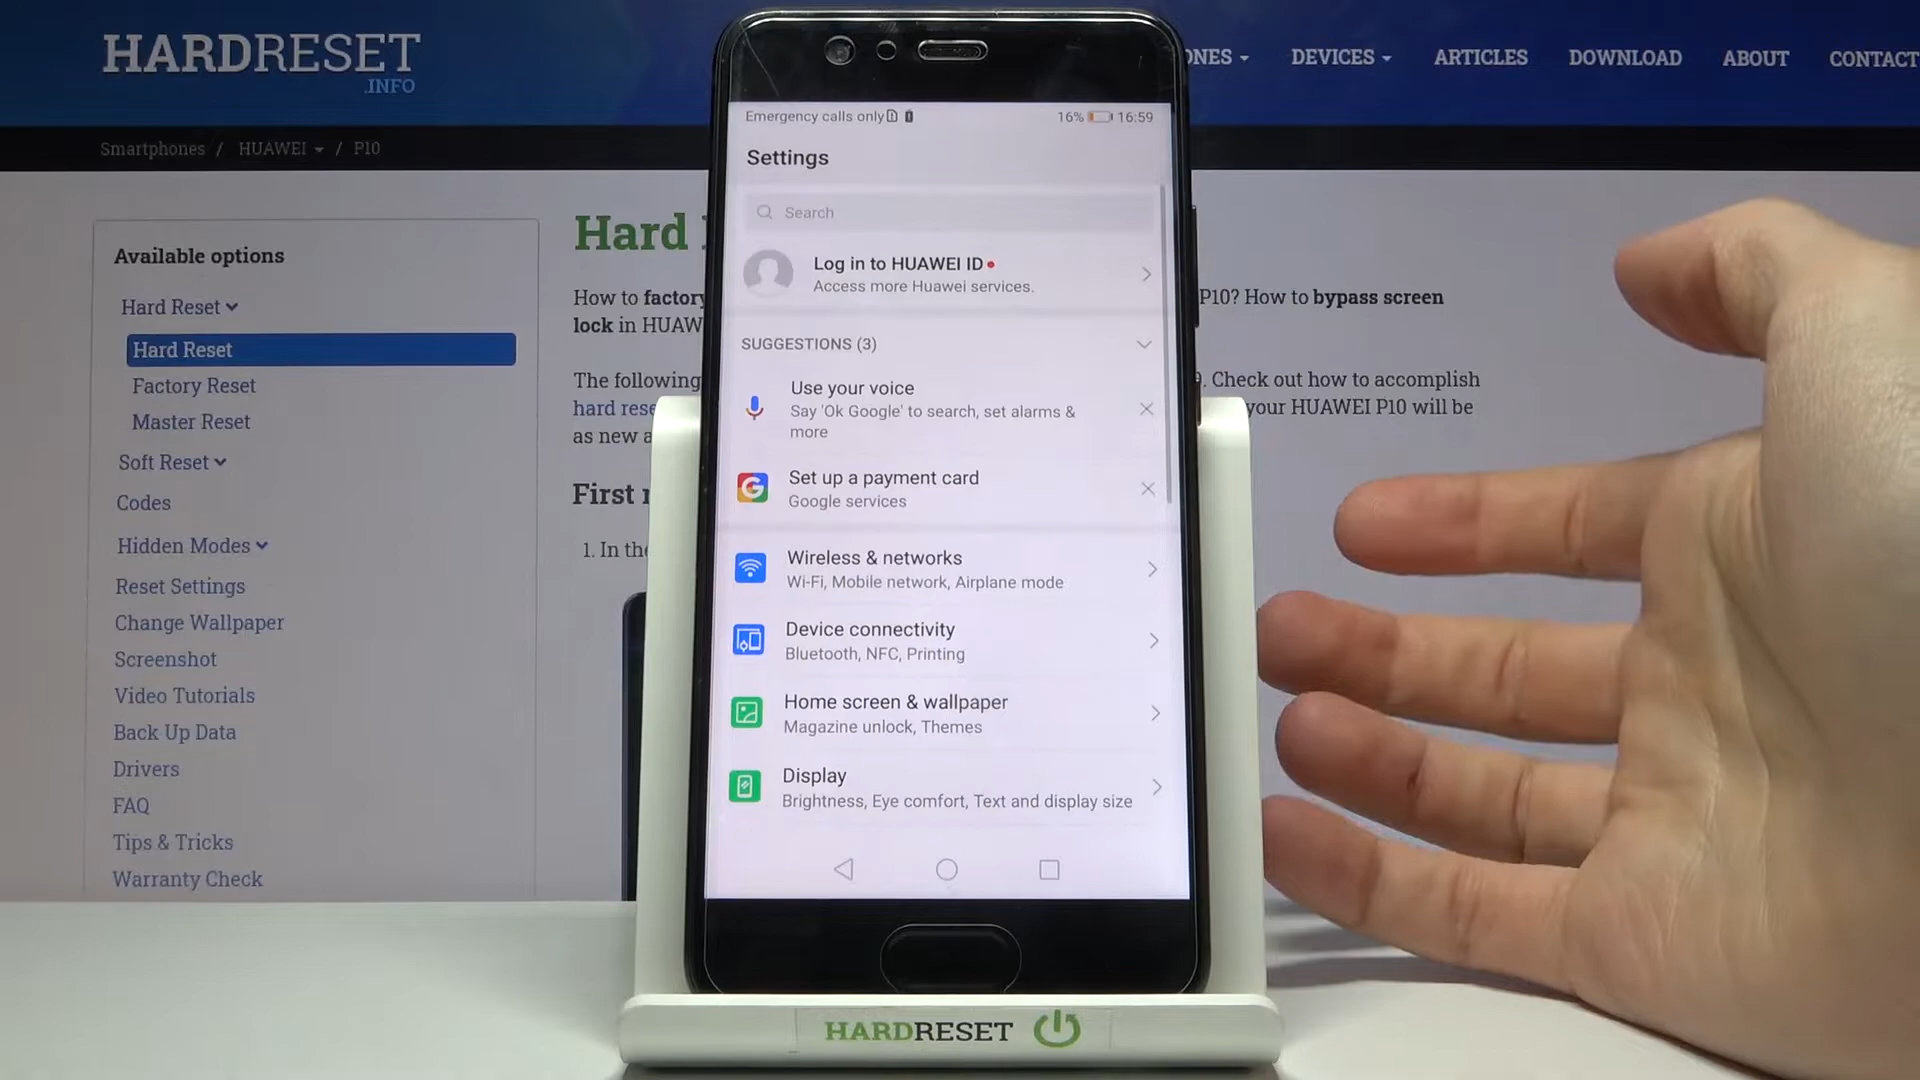 HARDRESET
.INFO
DEVICES
ARTICLES
DOWNLOAD
ABOUT
CONTACT
Smartphones / HUAWEI / P10
Available options
Hard Reset
Hard Reset
Factory Reset
Master Reset
Soft Reset
Codes
Hidden Modes
Reset Settings
Change Wallpaper
Screenshot
Video Tutorials
Back Up Data
Drivers
FAQ
Tips & Tricks
Warranty Check
Hard
How to factory
P10? How to bypass screen
lock in HUAW
The following
Check out how to accomplish
hard rese
your HUAWEI P10 will be
as new a
First
1. In the
Emergency calls only
16% 16:59
Settings
Search
Log in to HUAWEI ID
Access more Huawei services.
SUGGESTIONS (3)
Use your voice
Say 'Ok Google' to search, set alarms &
more
Set up a payment card
Google services
Wireless & networks
Wi-Fi, Mobile network, Airplane mode
Device connectivity
Bluetooth, NFC, Printing
Home screen & wallpaper
Magazine unlock, Themes
Display
Brightness, Eye comfort, Text and display size
HARDRESET